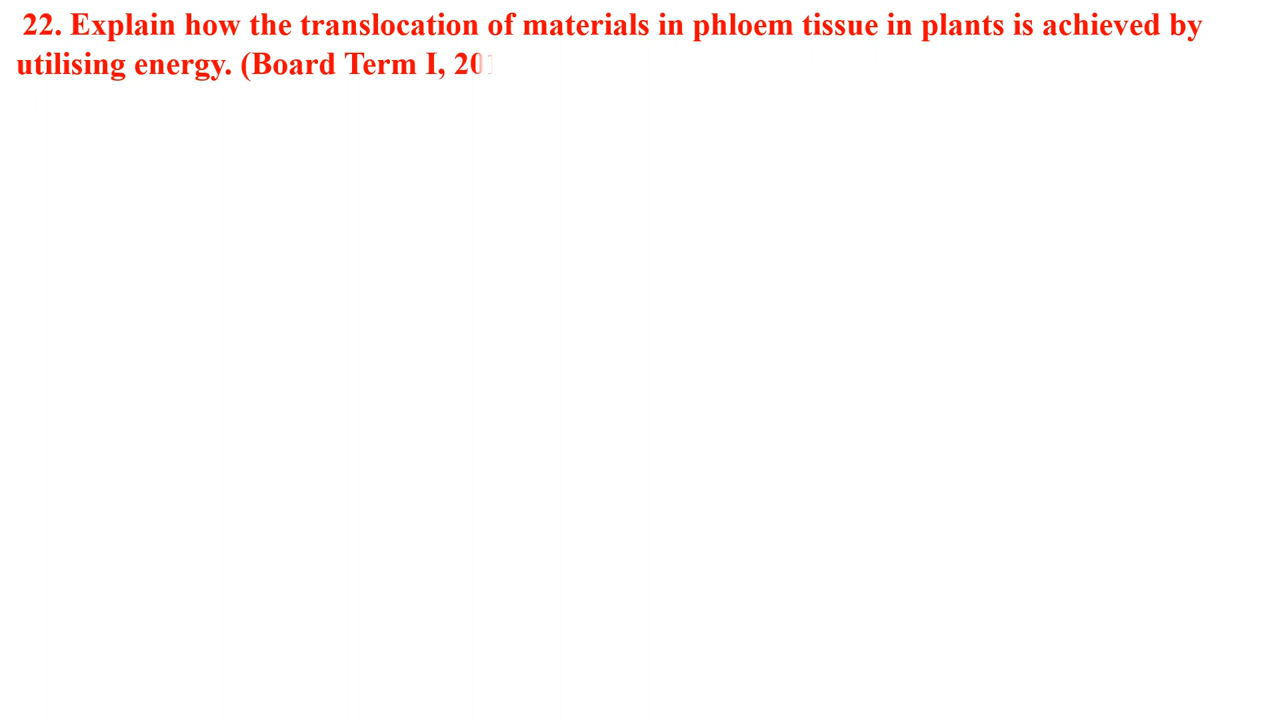 22. Explain how the translocation of materials in phloem tissue in plants is achieved by
utilising energy. (Board Term I, 20